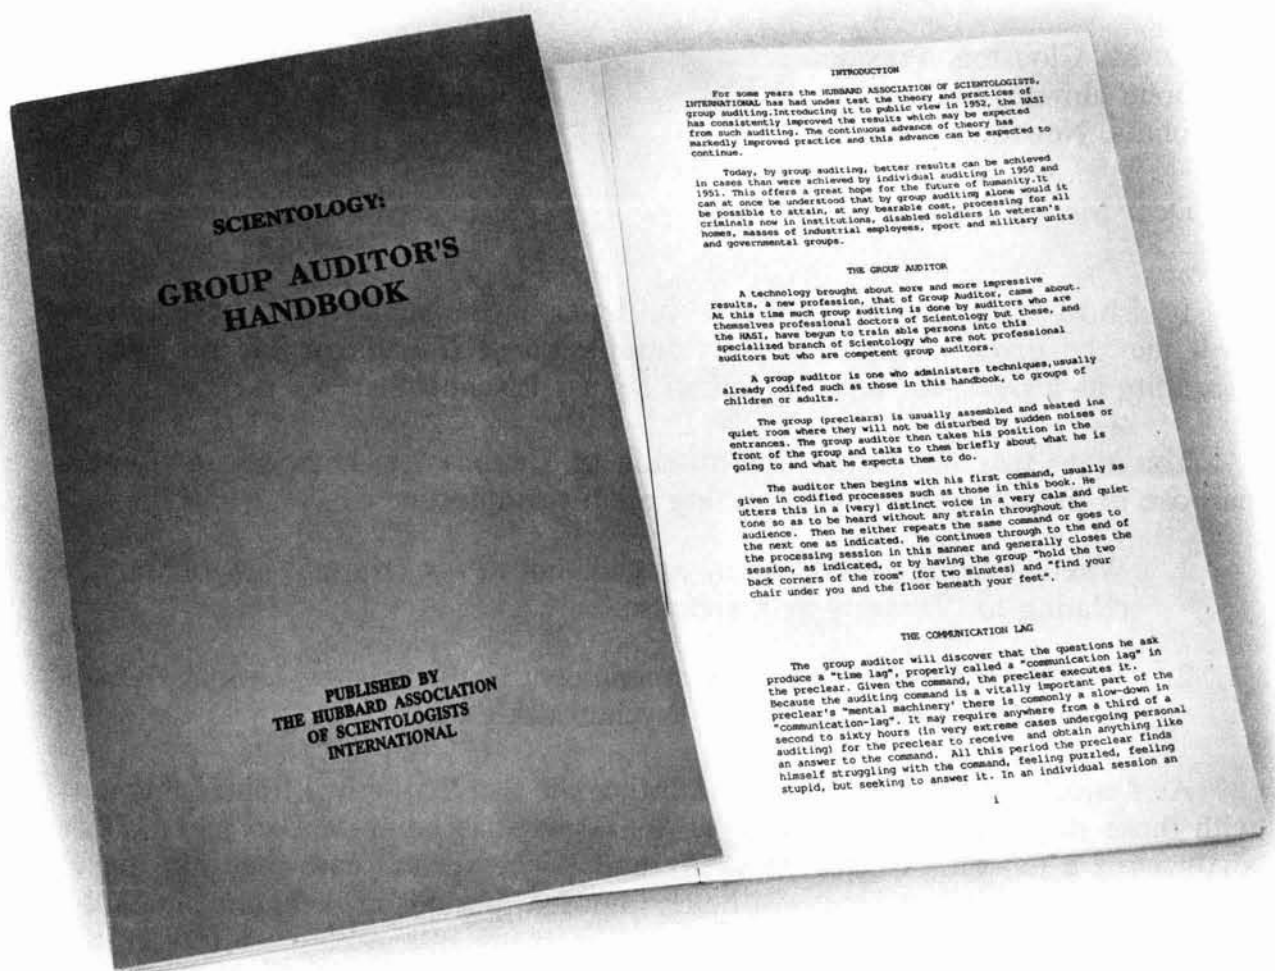 SCIENTOLOGY:
GROUP AUDITOR'S
HANDBOOK
PUBLISHED BY
THE HUBBARD ASSOCIATION
OF SCIENTOLOGISTS
INTERNATIONAL
INTRODUCTION
For some years the HUBBARD ASSOCIATION OF SCIENTOLOGISTS,
INTERNATIONAL has had under test the theory and practices of
group auditing.Introducing it to public view in 1952, the HASI
has consistently improved the results which may be expected
from such auditing. The continuous advance of theory has
markedly improved practice and this advance can be expected to
continue.
Today, by group auditing, better results can be achieved
in cases than were achieved by individual auditing in 1950 and
1951. This offers a great hope for the future of humanity.It
can at once be understood that by group auditing alone would it
be possible to attain, at any bearable cost, processing for all
criminals now in institutions, disabled soldiers in veteran's
homes, masses of industrial employees, sport and military units
and governmental groups.
THE GROUP AUDITOR
A technology brought about more and more impressive
results, a new profession, that of Group Auditor, came about.
At this time much group auditing is done by auditors who are
themselves professional doctors of Scientology but these, and
the HASI, have begun to train able persons into this
specialized branch of Scientology who are not professional
auditors but who are competent group auditors.
A group auditor is one who administers techniques,usually
already codifed such as those in this handbook, to groups of
children or adults.
The group (preclears) is usually assembled and seated ina
quiet room where they will not be disturbed by sudden noises or
entrances. The group auditor then takes his position in the
front of the group and talks to them briefly about what he is
going to and what he expects them to do.
The auditor then begins with his first command, usually as
given in codified processes such as those in this book. He
utters this in a (very) distinct voice in a very calm and quiet
tone so as to be heard without any strain throughout the
audience. Then he either repeats the same command or goes to
the next one as indicated. He continues through to the end of
the processing session in this manner and generally closes the
session, as indicated, or by having the group "hold the two
back corners of the room" (for two minutes) and "find your
chair under you and the floor beneath your feet".
THE COMMUNICATION LAG
The group auditor will discover that the questions he ask
produce a "time lag", properly called a "communication lag" in
the preclear. Given the command, the preclear executes it.
Because the auditing command is a vitally important part of the
preclear's "mental machinery' there is commonly a slow-down in
"communication-lag". It may require anywhere from a third of a
second to sixty hours (in very extreme cases undergoing personal
auditing) for the preclear to receive and obtain anything like
an answer to the command. All this period the preclear finds
himself struggling with the command, feeling puzzled, feeling
stupid, but seeking to answer it. In an individual session an
i